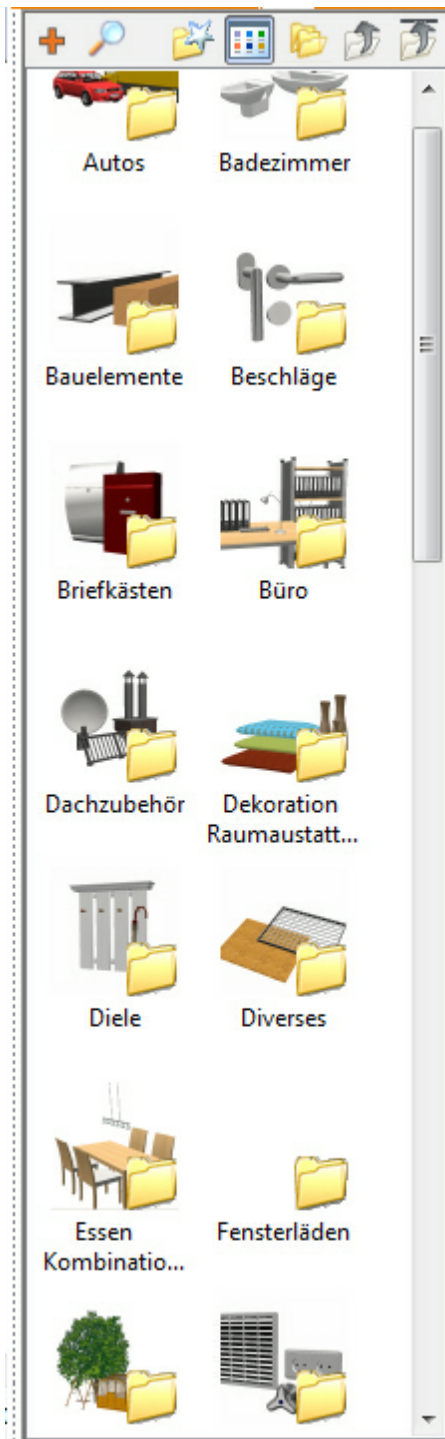 Autos
Badezimmer
Bauelemente
Beschläge
Briefkästen
Büro
Dachzubehör
Dekoration
Raumaustatt...
Diele
Diverses
Essen
Kombinatio...
Fensterläden